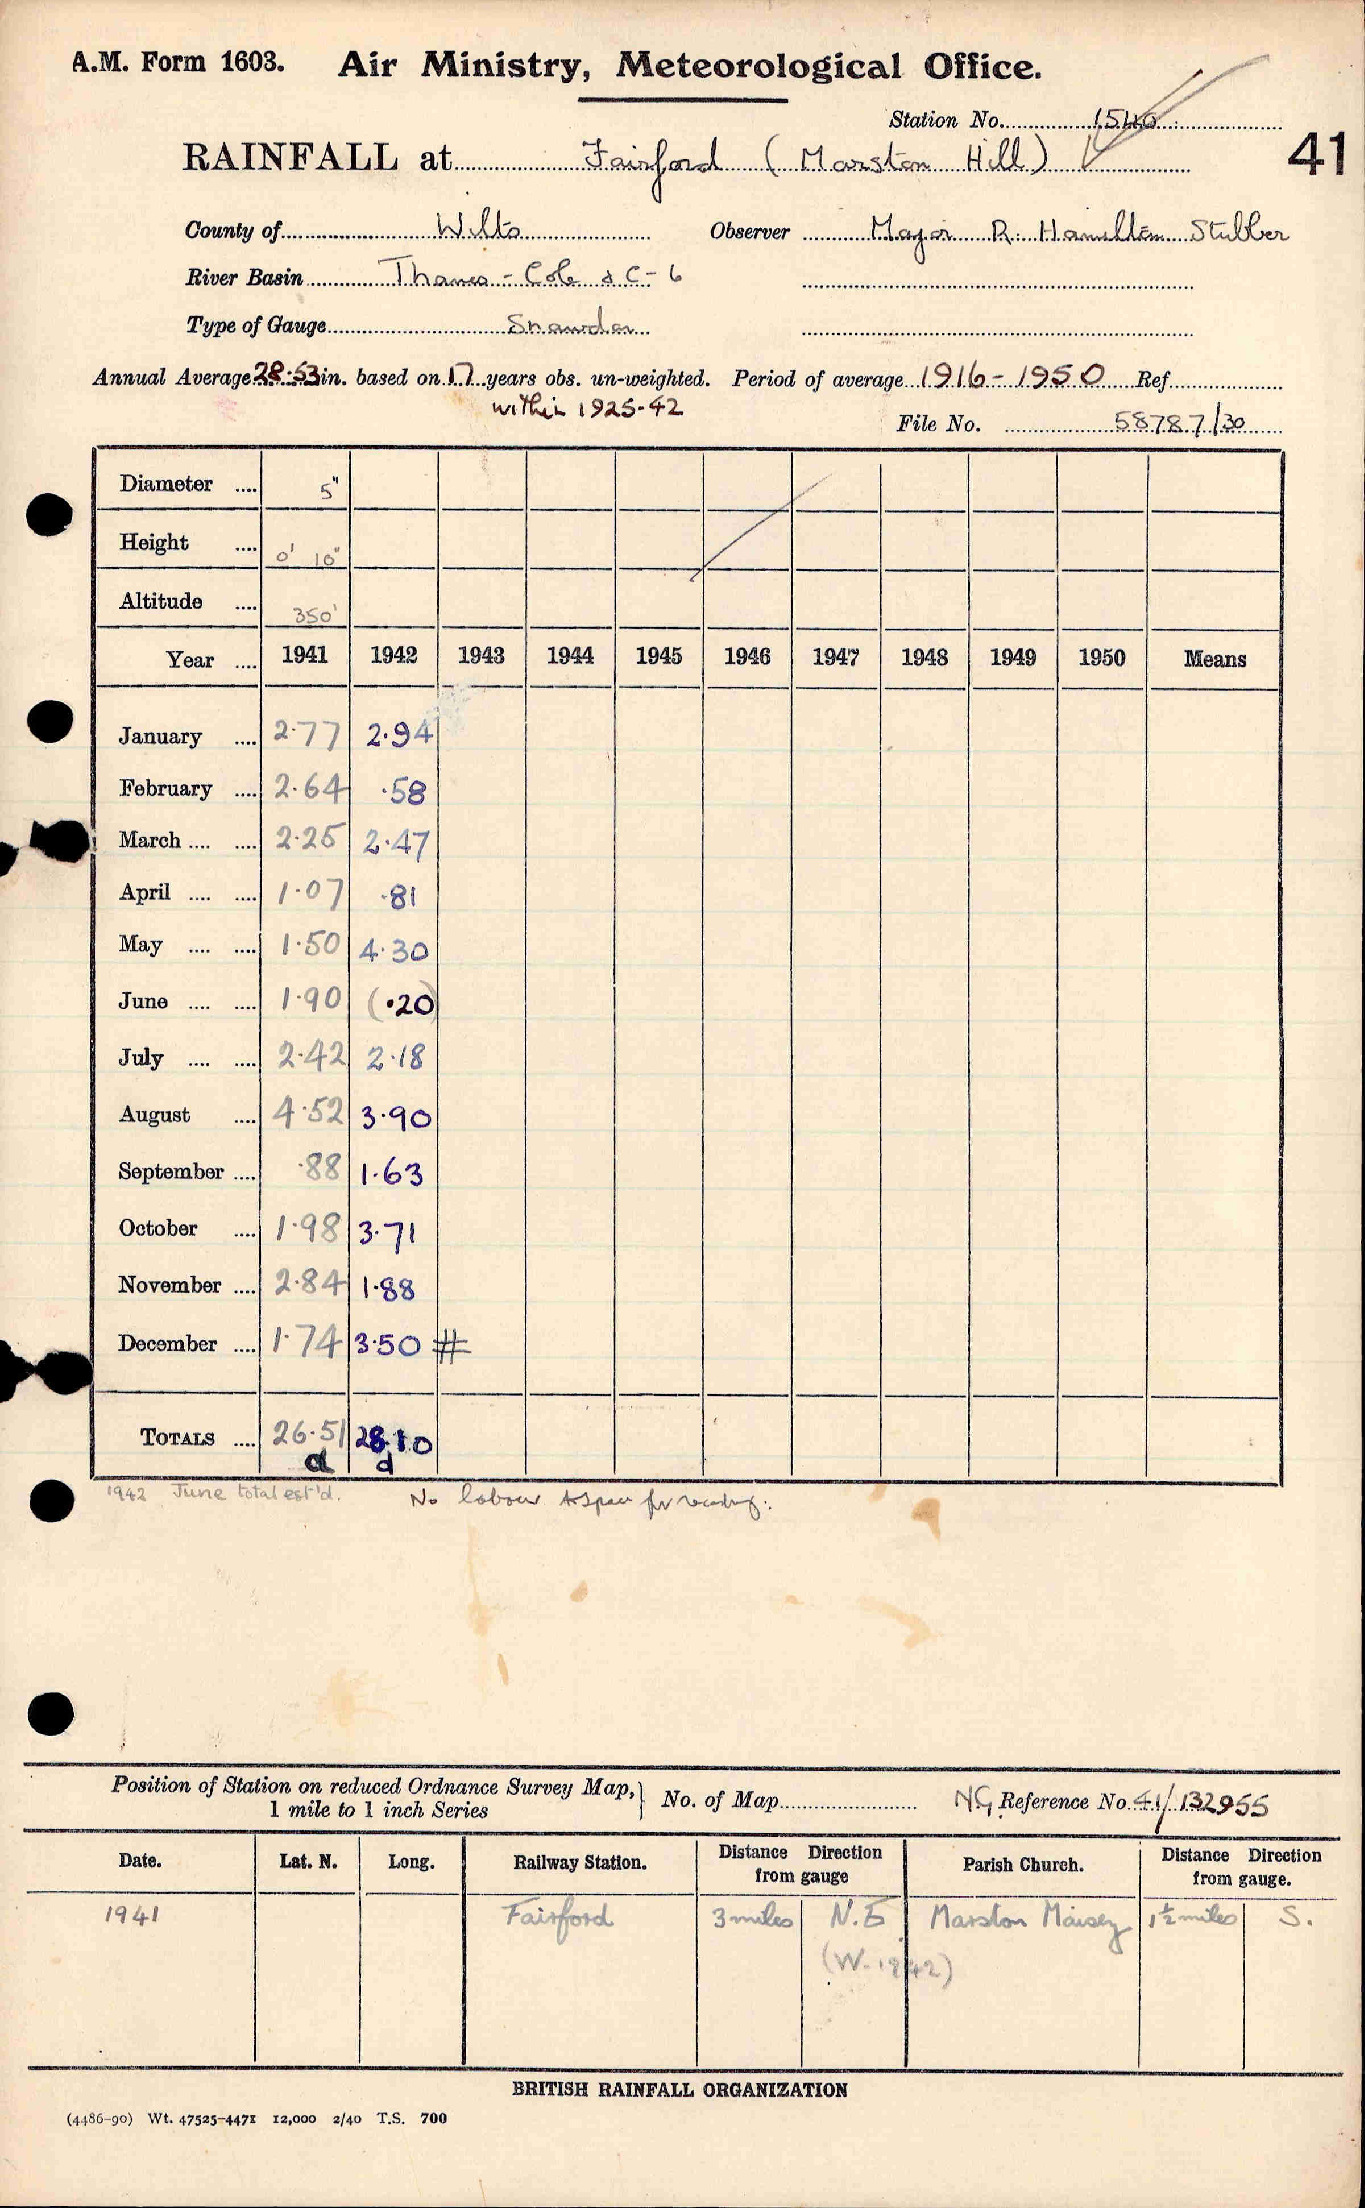 A.M. Form 1603. Air Ministry, Meteorological Office.
Station No. 1540
RAINFALL at Fairford (Marston Hill) 41
County of Wilts Observer Major R. Hamilton Stubber
River Basin Thames - Cole & C - 6
Type of Gauge Snowdon
Annual Average 28.53 in. based on 17 years obs. un-weighted. Period of average 1916-1950 Ref
within 1925-42
File No. 58787/30
Diameter .... 5"
Height .... 0' 10"
Altitude .... 350'
Year .... 1941 1942 1943 1944 1945 1946 1947 1948 1949 1950 Means
January .... 2.77 2.94
February .... 2.64 .58
March .... .... 2.25 2.47
April .... .... 1.07 .81
May .... .... 1.50 4.30
June .... .... 1.90 (.20)
July .... .... 2.42 2.18
August .... 4.52 3.90
September .... .88 1.63
October .... 1.98 3.71
November .... 2.84 1.88
December .... 1.74 3.50 #
TOTALS .... 26.51 28.10
d d
1942 June total est'd. No labour to spare for reading.
Position of Station on reduced Ordnance Survey Map, } No. of Map NG Reference No. 41/132955
1 mile to 1 inch Series
Date. Lat. N. Long. Railway Station. Distance Direction from gauge Parish Church. Distance Direction from gauge.
1941 Fairford 3 miles N.E Marston Maisey 1½ miles S.
(W. 1942)
BRITISH RAINFALL ORGANIZATION
(4486-90) Wt. 47525-4471 12,000 2/40 T.S. 700